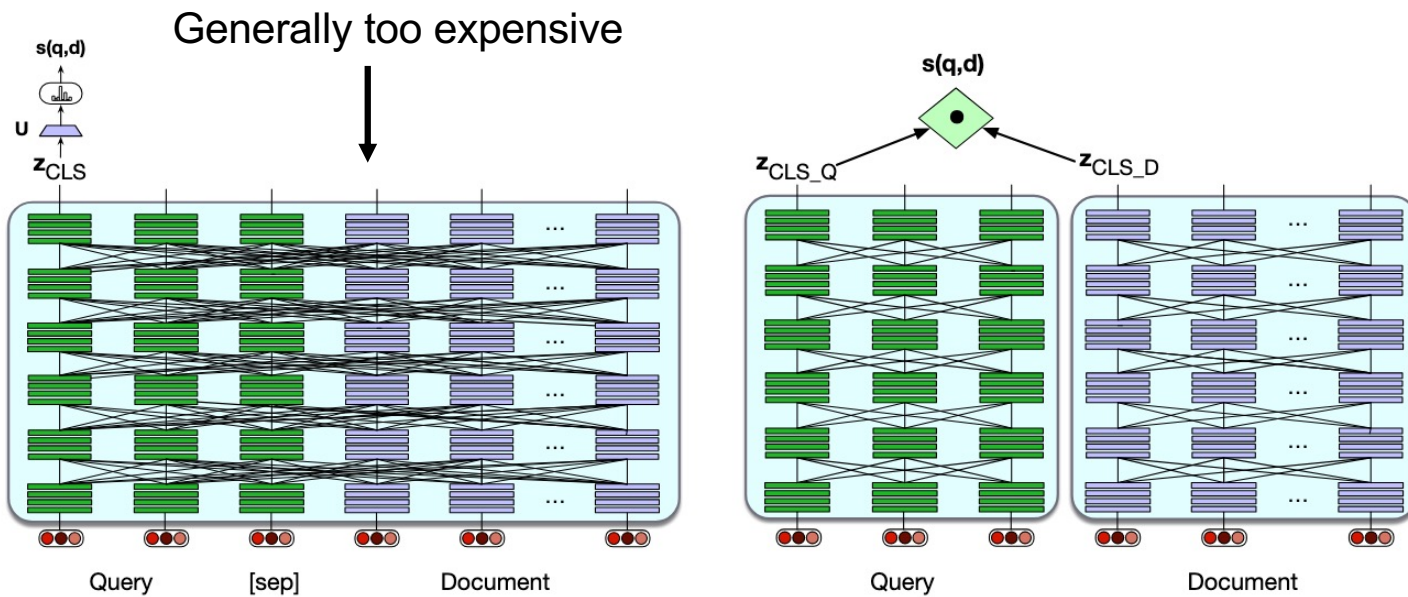 Generally too expensive
s(q,d)
U
zCLS
Query [sep] Document
s(q,d)
zCLS_Q zCLS_D
Query Document